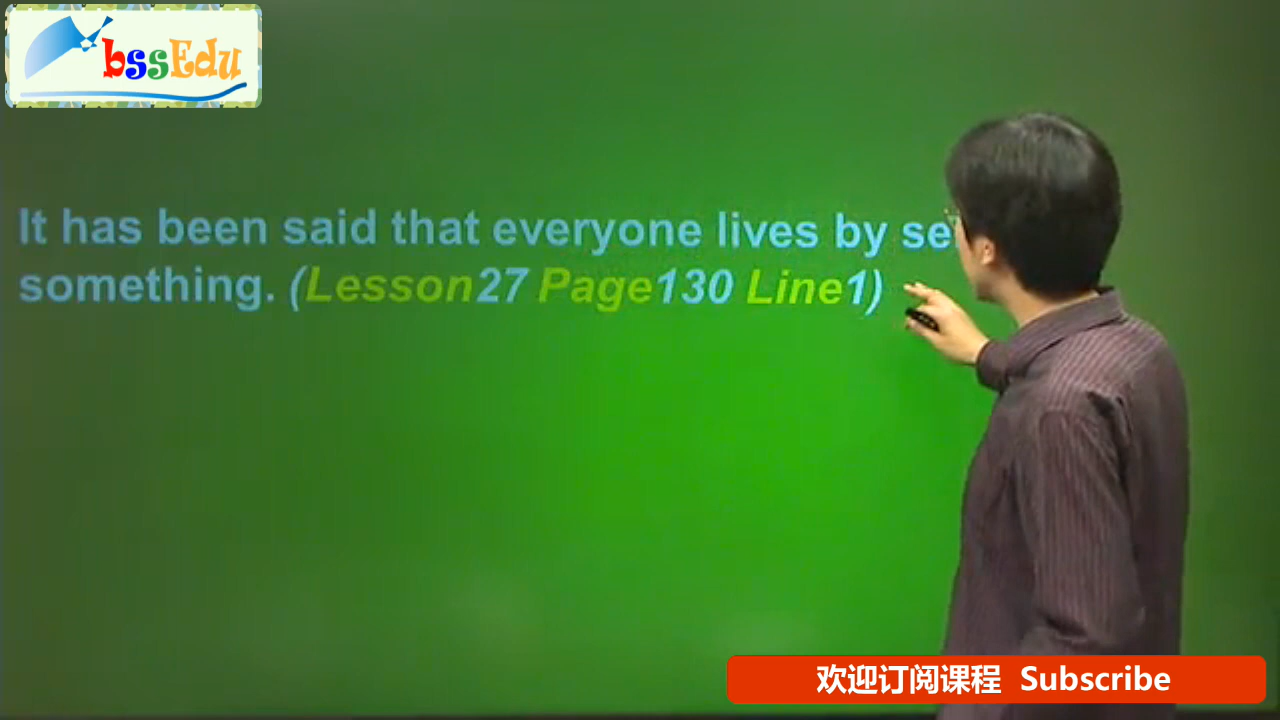 bssEdu
It has been said that everyone lives by
something. (Lesson27 Page130 Line1)
欢迎订阅课程 Subscribe